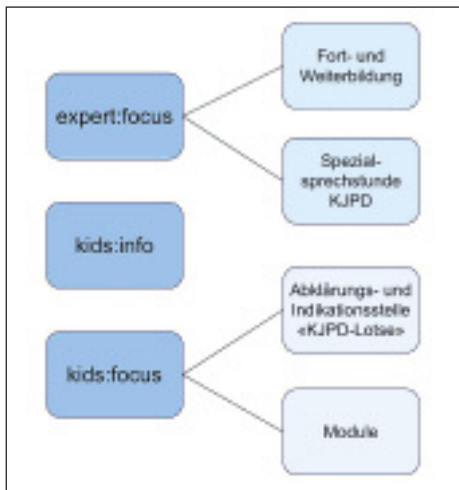 expert:focus
Fort- und
Weiterbildung
Spezial-
sprechstunde
KJPD
kids:info
kids:focus
Abklärungs- und
Indikationsstelle
«KJPD-Lotse»
Module